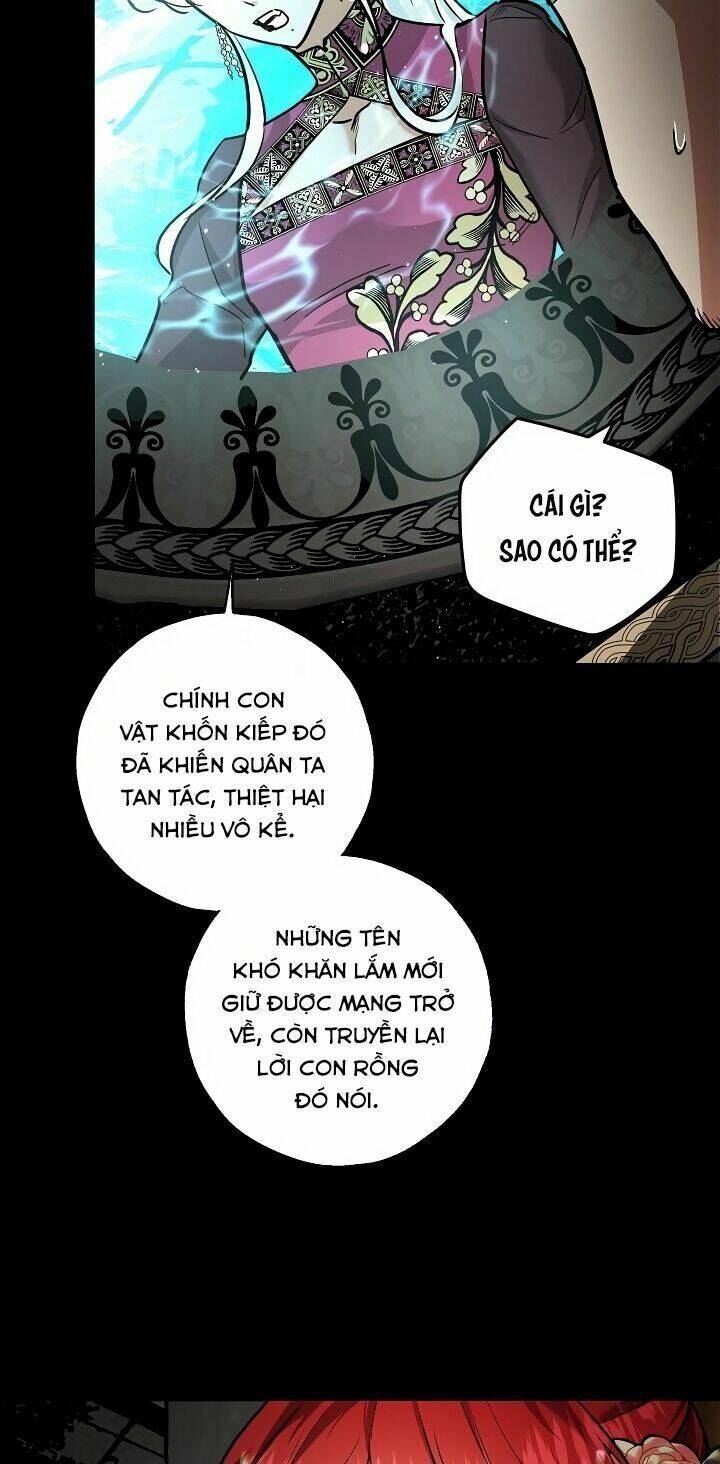 CÁI GÌ?
SAO CÓ THỂ?
CHÍNH CON
VẬT KHỐN KIẾP ĐÓ
ĐÃ KHIẾN QUÂN TA
TAN TÁC, THIỆT HẠI
NHIỀU VÔ KỂ.
NHỮNG TÊN
KHÓ KHĂN LẮM MỚI
GIỮ ĐƯỢC MẠNG TRỞ
VỀ, CÒN TRUYỀN LẠI
LỜI CON RỒNG
ĐÓ NÓI.